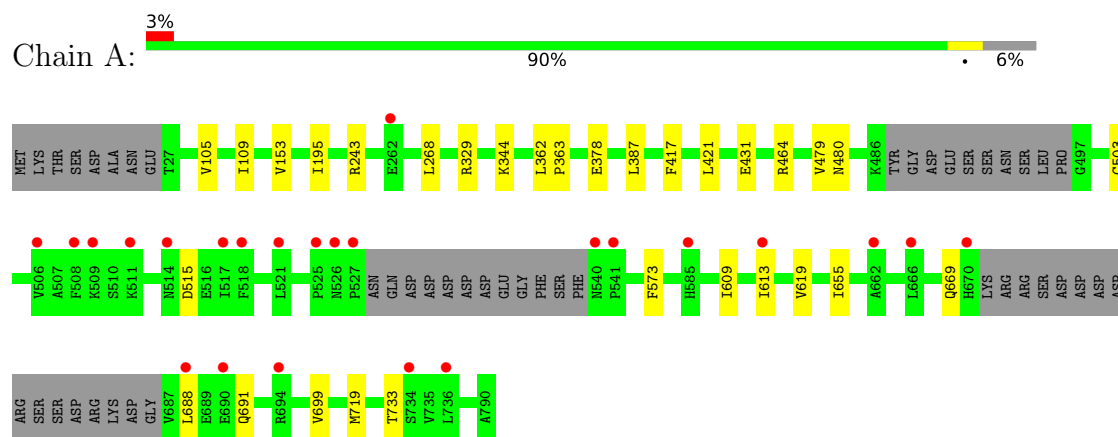 3%
Chain A:
90% • 6%
MET LYS THR SER ASP ALA ASN GLU T27 V105 I109 V153 I195 R243 E262 L268 R329 K344 L362 P363 E378 L387 F417 L421 E431 R464 V479 N480 K486 TYR GLY ASP GLU SER SER ASN SER LEU PRO G497
V506 A507 F508 K509 S510 K511 N514 D515 E516 I517 F518 L521 P525 N526 P527 ASN GLN ASP ASP ASP ASP ASP GLU GLY PHE SER PHE N540 P541 F573 H585 I609 I613 V619 I655 A662 L666 Q669 H670 LYS ARG ARG SER ASP ASP ASP ASP
ARG SER SER ASP ARG LYS ASP GLY V687 L688 E689 E690 Q691 R694 V699 M719 T733 S734 V735 L736 A790